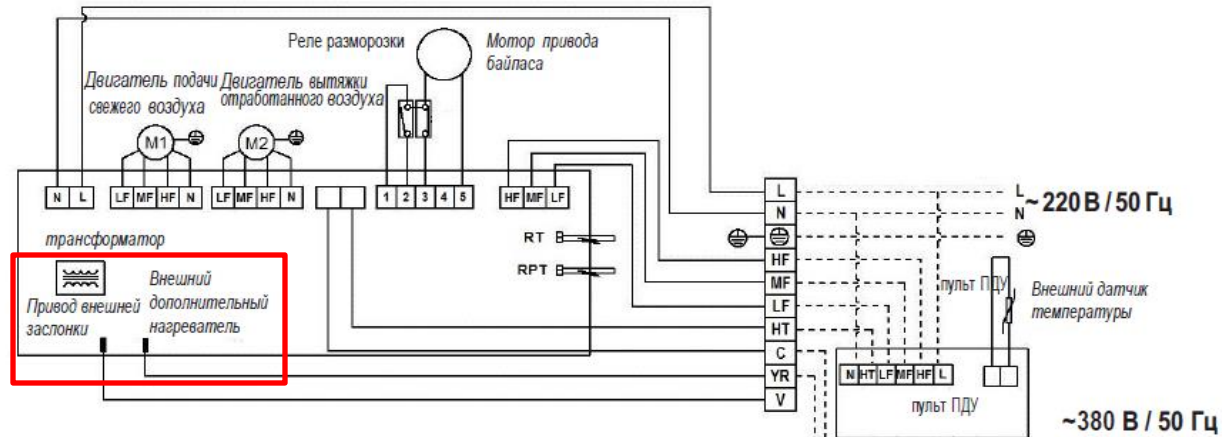 Реле разморозки
Мотор привода
байпаса
Двигатель подачи
свежего воздуха
Двигатель вытяжки
отработанного воздуха
M1
M2
N L
LF MF HF N
LF MF HF N
1 2 3 4 5
HF MF LF
трансформатор
RT
RPT
Привод внешней
заслонки
Внешний
дополнительный
нагреватель
L
N
HF
MF
LF
HT
C
YR
V
L
N
~220 В / 50 Гц
пульт ПДУ
Внешний датчик
температуры
N HT LF MF HF L
пульт ПДУ
~380 В / 50 Гц